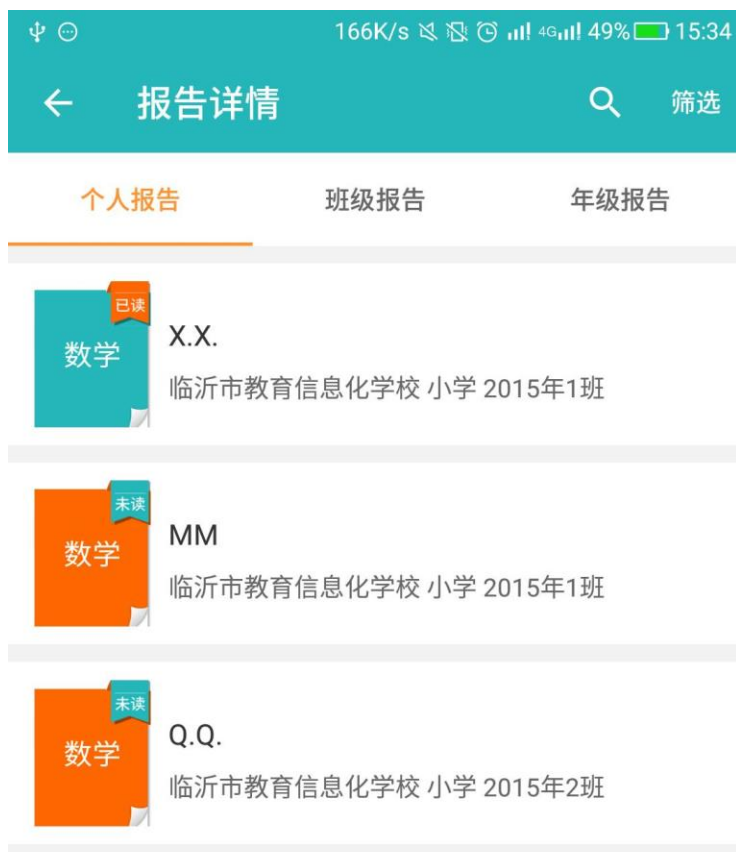 166K/s 4G 49% 15:34
报告详情 筛选
个人报告 班级报告 年级报告
已读
数学
X.X.
临沂市教育信息化学校 小学 2015年1班
未读
数学
MM
临沂市教育信息化学校 小学 2015年1班
未读
数学
Q.Q.
临沂市教育信息化学校 小学 2015年2班